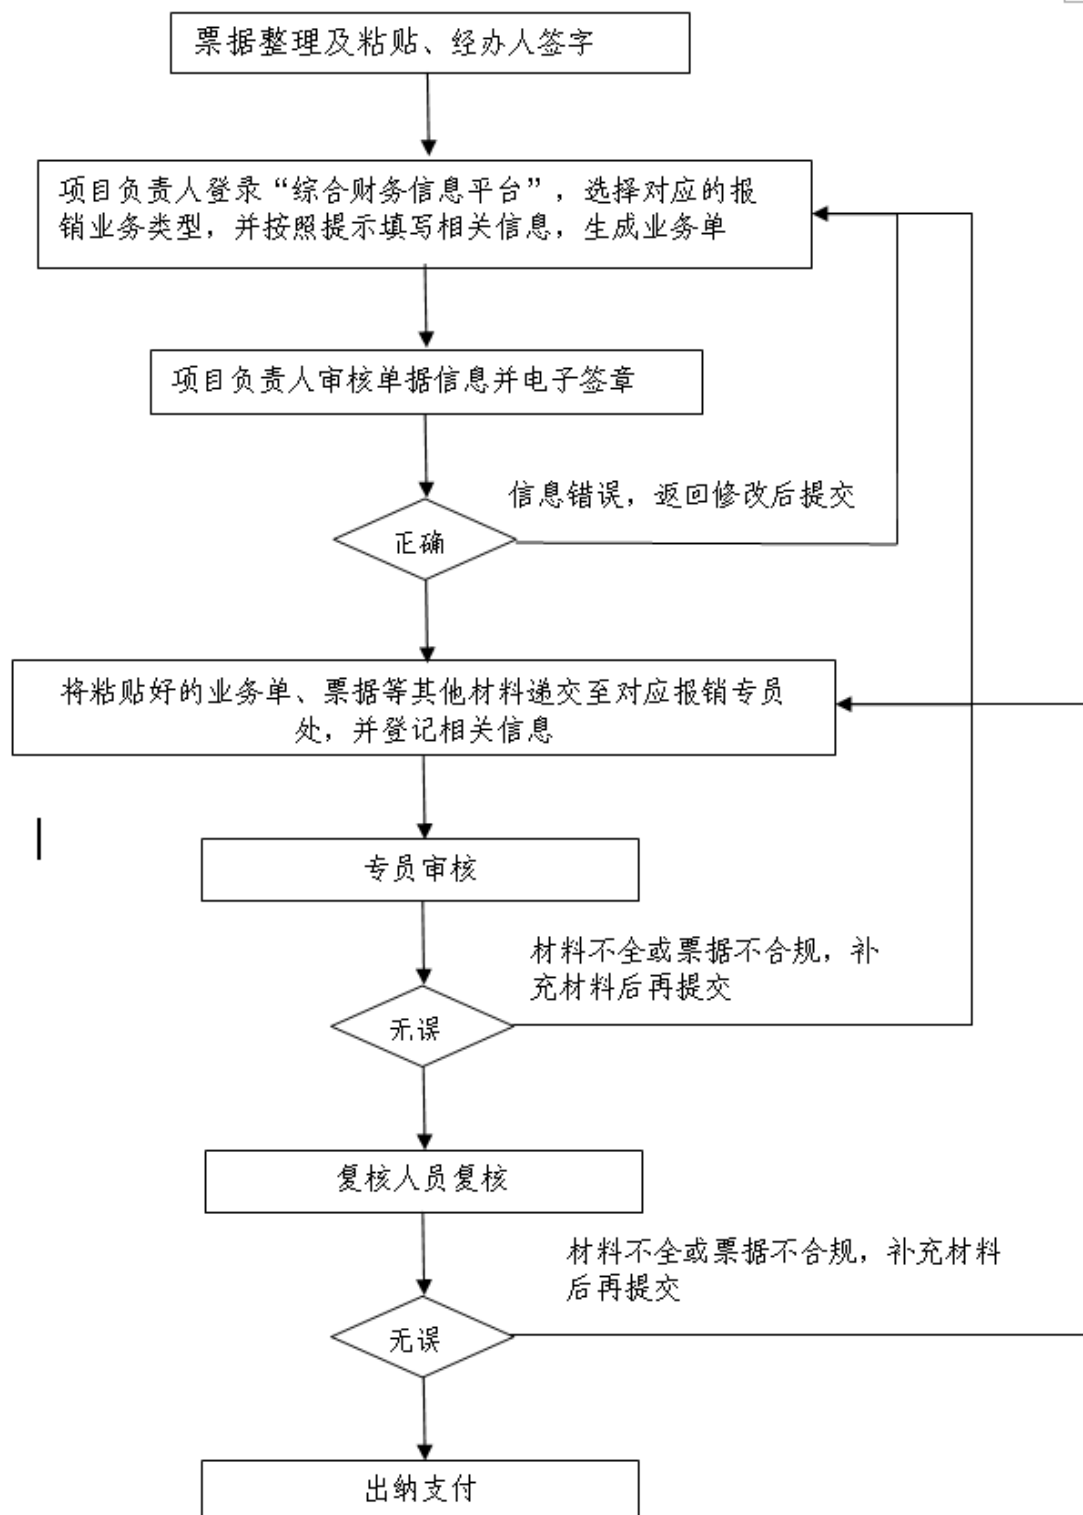 票据整理及粘贴、经办人签字
项目负责人登录“综合财务信息平台”，选择对应的报
销业务类型，并按照提示填写相关信息，生成业务单
项目负责人审核单据信息并电子签章
信息错误，返回修改后提交
正确
将粘贴好的业务单、票据等其他材料递交至对应报销专员
处，并登记相关信息
专员审核
材料不全或票据不合规，补
充材料后再提交
无误
复核人员复核
材料不全或票据不合规，补充材料
后再提交
无误
出纳支付